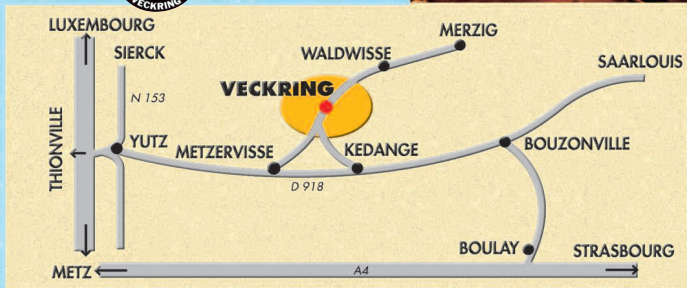 VECKRING
LUXEMBOURG
MERZIG
SIERCK
WALDWISSE
SAARLOUIS
VECKRING
N 153
THIONVILLE
YUTZ
METZERVISSE
KEDANGE
BOUZONVILLE
D 918
BOULAY
STRASBOURG
METZ
A4